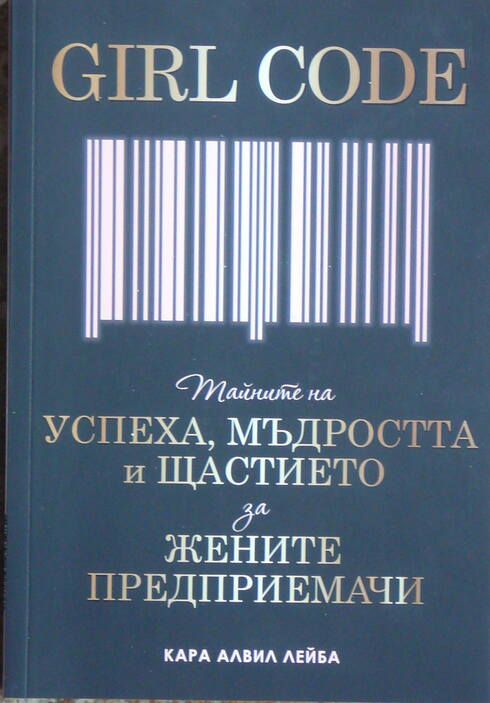 GIRL CODE
Тайните на
УСПЕХА, МЪДРОСТТА
и ЩАСТИЕТО
за
ЖЕНИТЕ
ПРЕДПРИЕМАЧИ
КАРА АЛВИЛ ЛЕЙБА